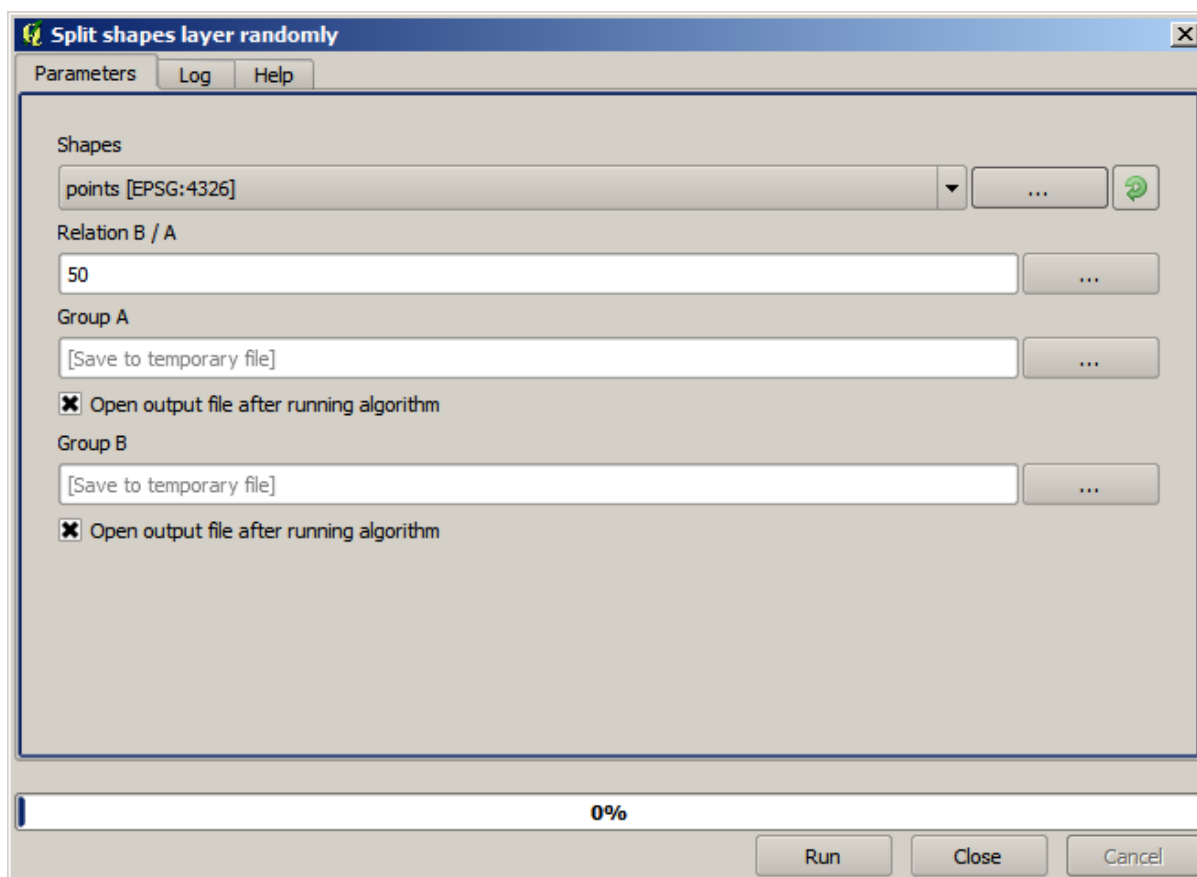 Split shapes layer randomly
Parameters Log Help
Shapes
points [EPSG:4326] ...
Relation B / A
50 ...
Group A
[Save to temporary file] ...
Open output file after running algorithm
Group B
[Save to temporary file] ...
Open output file after running algorithm
0%
Run Close Cancel